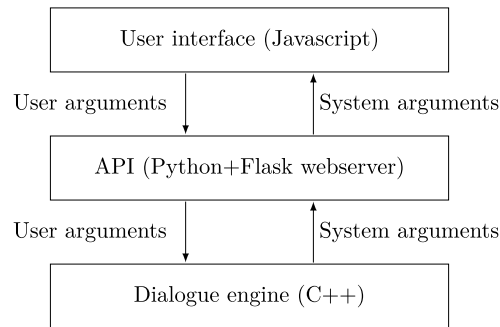 User interface (Javascript)
User arguments System arguments
API (Python+Flask webserver)
User arguments System arguments
Dialogue engine (C++)